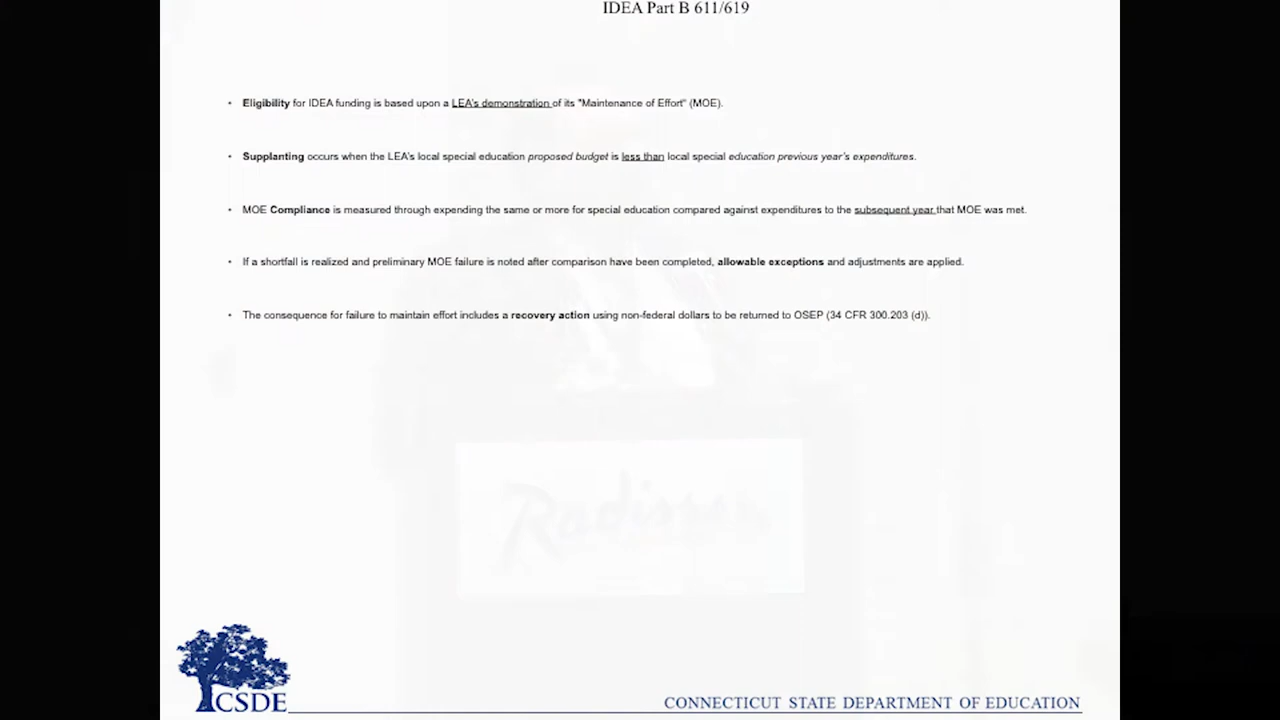 IDEA Part B 611/619
• Eligibility for IDEA funding is based upon a LEA's demonstration of its "Maintenance of Effort" (MOE).
• Supplanting occurs when the LEA's local special education proposed budget is less than local special education previous year's expenditures.
• MOE Compliance is measured through expending the same or more for special education compared against expenditures to the subsequent year that MOE was met.
• If a shortfall is realized and preliminary MOE failure is noted after comparison have been completed, allowable exceptions and adjustments are applied.
• The consequence for failure to maintain effort includes a recovery action using non-federal dollars to be returned to OSEP (34 CFR 300.203 (d)).
Radisson
CSDE
CONNECTICUT STATE DEPARTMENT OF EDUCATION